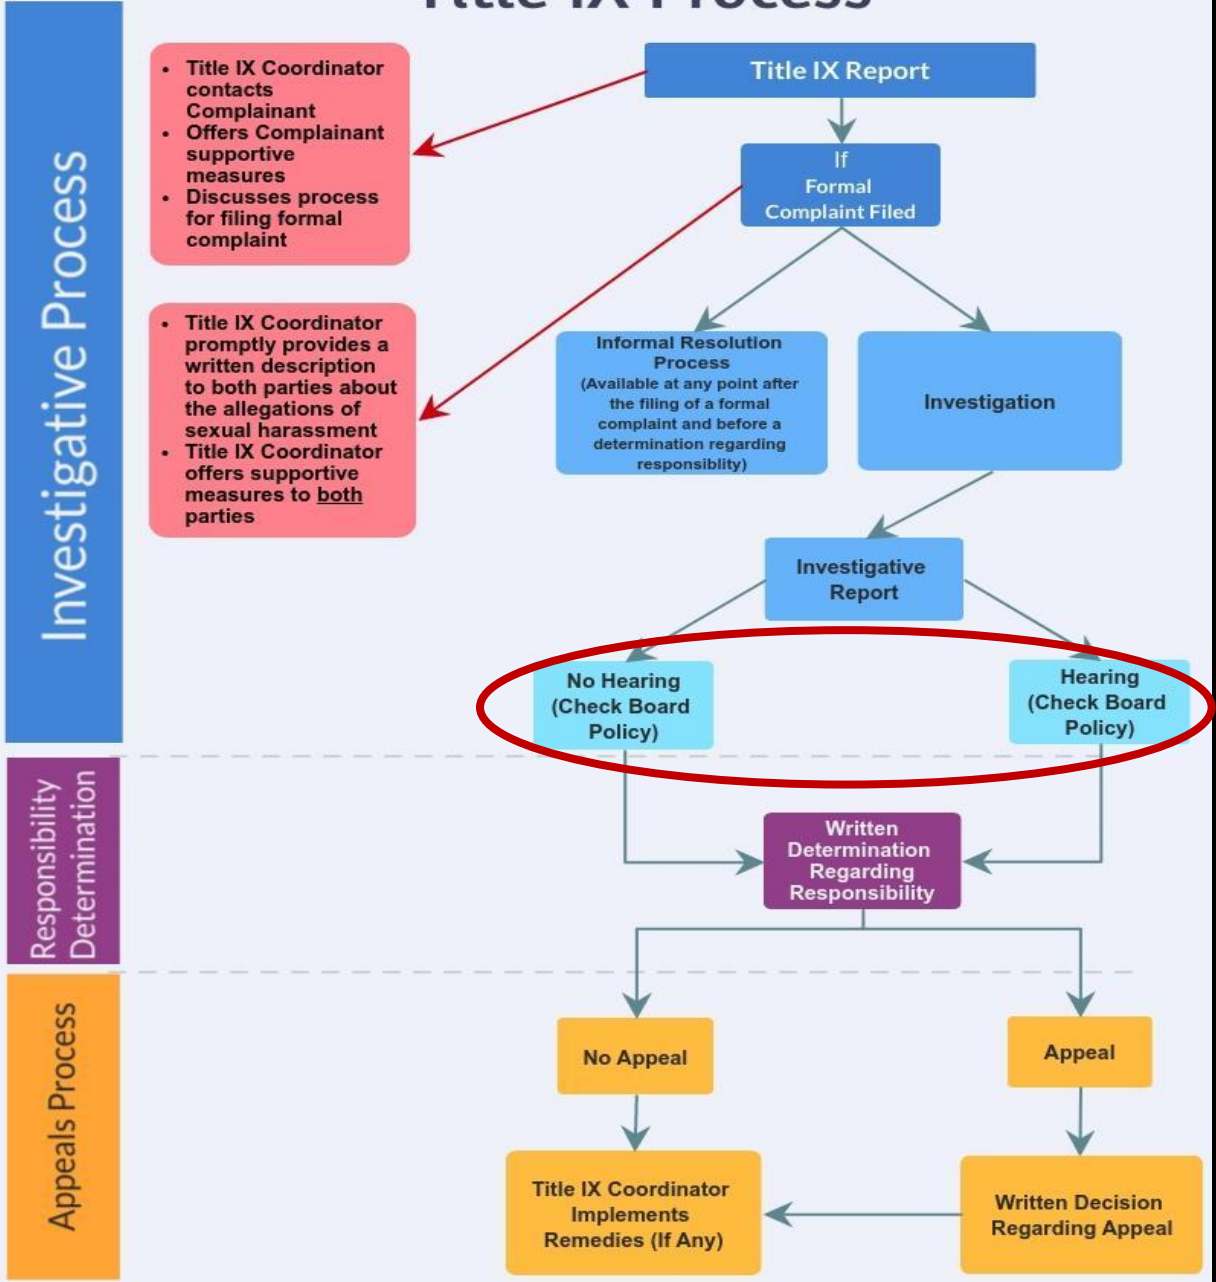 Title IX Process
Investigative Process
• Title IX Coordinator
contacts
Complainant
• Offers Complainant
supportive
measures
• Discusses process
for filing formal
complaint
Title IX Report
If
Formal
Complaint Filed
• Title IX Coordinator
promptly provides a
written description
to both parties about
the allegations of
sexual harassment
• Title IX Coordinator
offers supportive
measures to both
parties
Informal Resolution
Process
(Available at any point after
the filing of a formal
complaint and before a
determination regarding
responsiblity)
Investigation
Investigative
Report
No Hearing
(Check Board
Policy)
Hearing
(Check Board
Policy)
Responsibility
Determination
Written
Determination
Regarding
Responsibility
Appeals Process
No Appeal
Appeal
Title IX Coordinator
Implements
Remedies (If Any)
Written Decision
Regarding Appeal